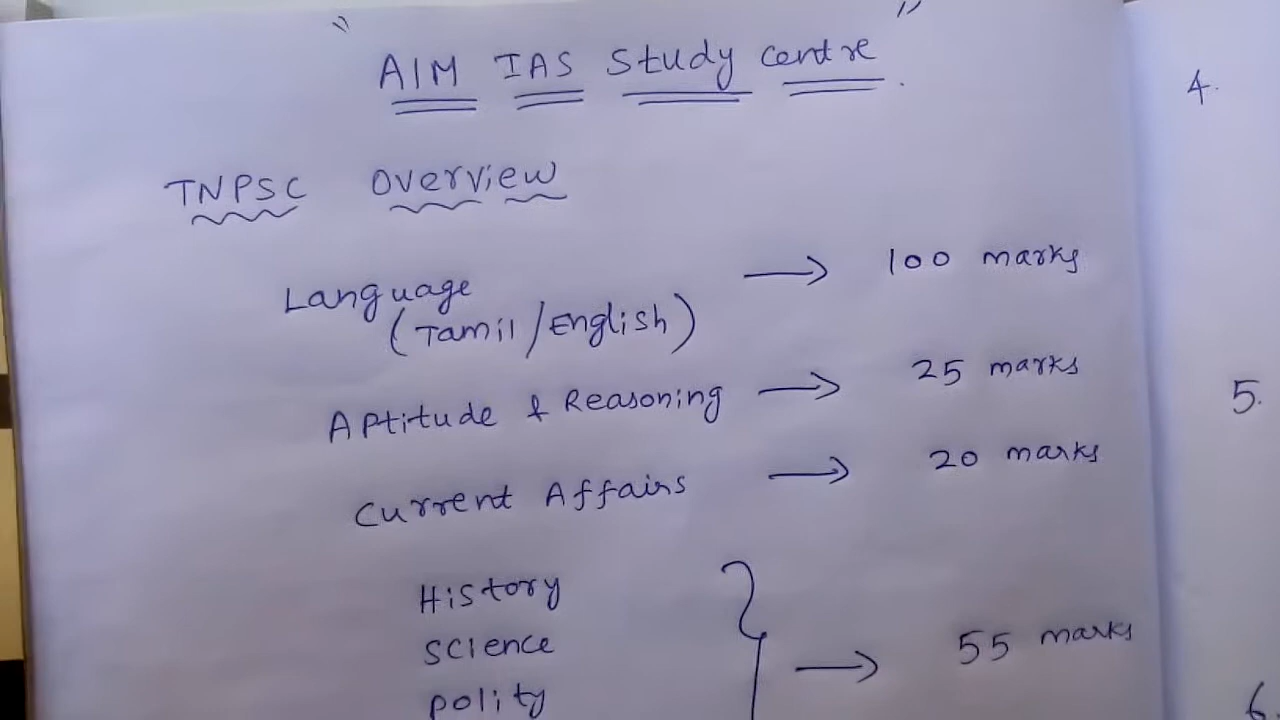 "AIM IAS Study Centre".
TNPSC Overview
Language → 100 marks
(Tamil/English)
Aptitude & Reasoning → 25 marks
Current Affairs → 20 marks
History
Science } → 55 marks
Polity
4.
5.
6.